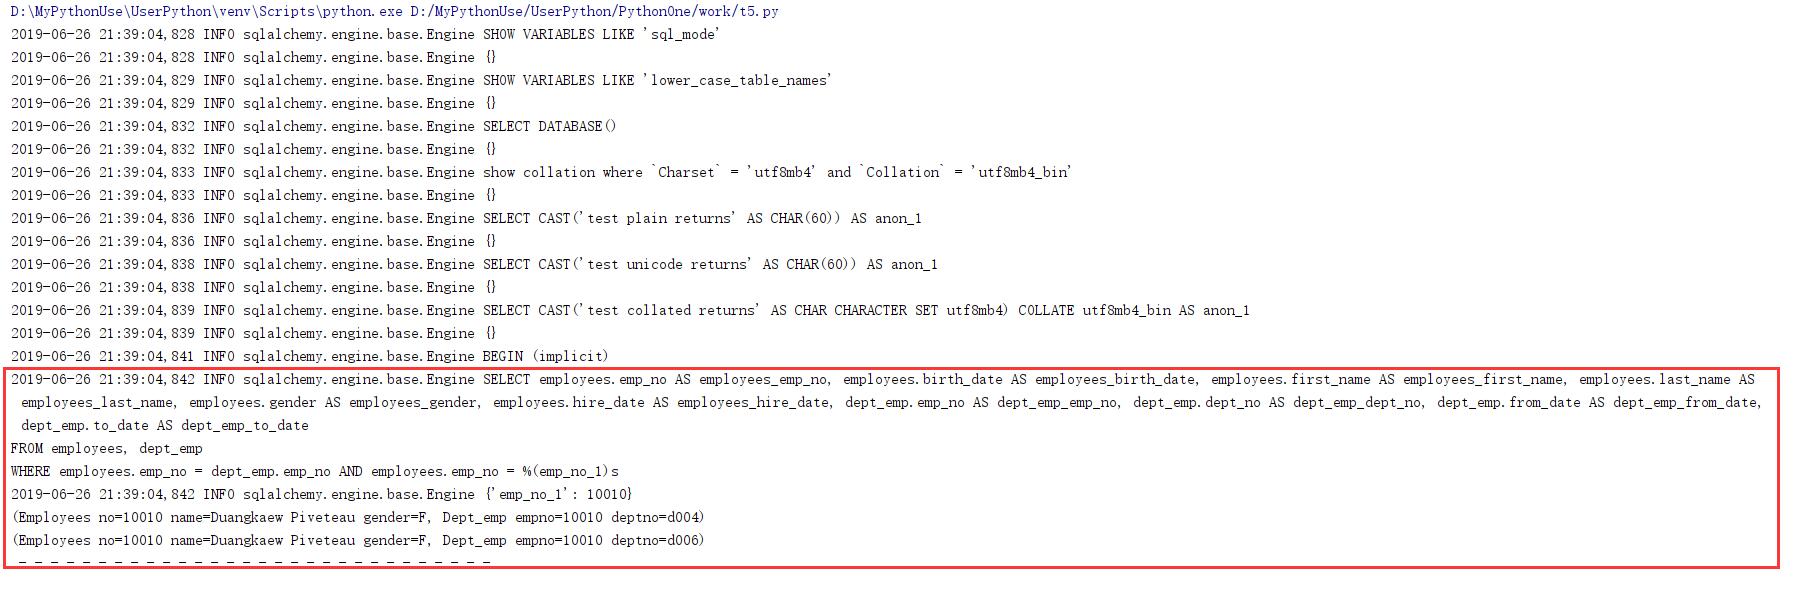 D:\MyPythonUse\UserPython\venv\Scripts\python.exe D:/MyPythonUse/UserPython/PythonOne/work/t5.py
2019-06-26 21:39:04,828 INFO sqlalchemy.engine.base.Engine SHOW VARIABLES LIKE 'sql_mode'
2019-06-26 21:39:04,828 INFO sqlalchemy.engine.base.Engine {}
2019-06-26 21:39:04,829 INFO sqlalchemy.engine.base.Engine SHOW VARIABLES LIKE 'lower_case_table_names'
2019-06-26 21:39:04,829 INFO sqlalchemy.engine.base.Engine {}
2019-06-26 21:39:04,832 INFO sqlalchemy.engine.base.Engine SELECT DATABASE()
2019-06-26 21:39:04,832 INFO sqlalchemy.engine.base.Engine {}
2019-06-26 21:39:04,833 INFO sqlalchemy.engine.base.Engine show collation where `Charset` = 'utf8mb4' and `Collation` = 'utf8mb4_bin'
2019-06-26 21:39:04,833 INFO sqlalchemy.engine.base.Engine {}
2019-06-26 21:39:04,836 INFO sqlalchemy.engine.base.Engine SELECT CAST('test plain returns' AS CHAR(60)) AS anon_1
2019-06-26 21:39:04,836 INFO sqlalchemy.engine.base.Engine {}
2019-06-26 21:39:04,838 INFO sqlalchemy.engine.base.Engine SELECT CAST('test unicode returns' AS CHAR(60)) AS anon_1
2019-06-26 21:39:04,838 INFO sqlalchemy.engine.base.Engine {}
2019-06-26 21:39:04,839 INFO sqlalchemy.engine.base.Engine SELECT CAST('test collated returns' AS CHAR CHARACTER SET utf8mb4) COLLATE utf8mb4_bin AS anon_1
2019-06-26 21:39:04,839 INFO sqlalchemy.engine.base.Engine {}
2019-06-26 21:39:04,841 INFO sqlalchemy.engine.base.Engine BEGIN (implicit)
2019-06-26 21:39:04,842 INFO sqlalchemy.engine.base.Engine SELECT employees.emp_no AS employees_emp_no, employees.birth_date AS employees_birth_date, employees.first_name AS employees_first_name, employees.last_name AS
employees_last_name, employees.gender AS employees_gender, employees.hire_date AS employees_hire_date, dept_emp.emp_no AS dept_emp_emp_no, dept_emp.dept_no AS dept_emp_dept_no, dept_emp.from_date AS dept_emp_from_date,
dept_emp.to_date AS dept_emp_to_date
FROM employees, dept_emp
WHERE employees.emp_no = dept_emp.emp_no AND employees.emp_no = %(emp_no_1)s
2019-06-26 21:39:04,842 INFO sqlalchemy.engine.base.Engine {'emp_no_1': 10010}
(Employees no=10010 name=Duangkaew Piveteau gender=F, Dept_emp empno=10010 deptno=d004)
(Employees no=10010 name=Duangkaew Piveteau gender=F, Dept_emp empno=10010 deptno=d006)
_ _ _ _ _ _ _ _ _ _ _ _ _ _ _ _ _ _ _ _ _ _ _ _ _ _ _ _ _ _